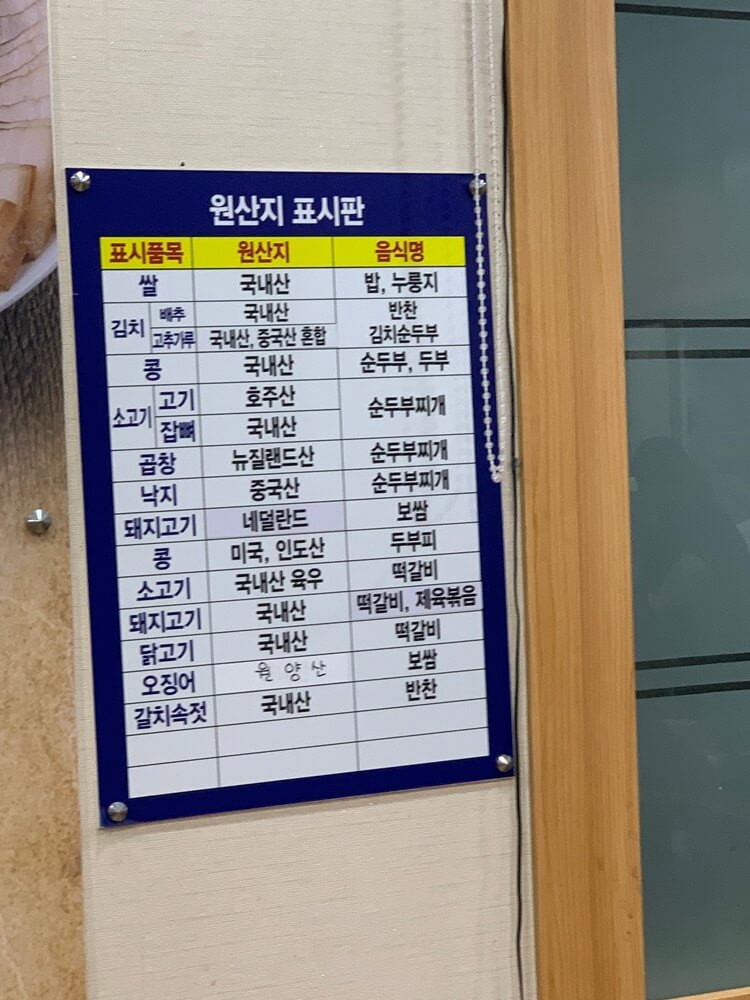 원산지 표시판
표시품목 원산지 음식명
쌀 국내산 밥, 누룽지
김치 배추 국내산 반찬
고추가루 국내산, 중국산 혼합 김치순두부
콩 국내산 순두부, 두부
소고기 고기 호주산 순두부찌개
잡뼈 국내산
곱창 뉴질랜드산 순두부찌개
낙지 중국산 순두부찌개
돼지고기 네덜란드 보쌈
콩 미국, 인도산 두부피
소고기 국내산 육우 떡갈비
돼지고기 국내산 떡갈비, 제육볶음
닭고기 국내산 떡갈비
오징어 원양산 보쌈
갈치속젓 국내산 반찬